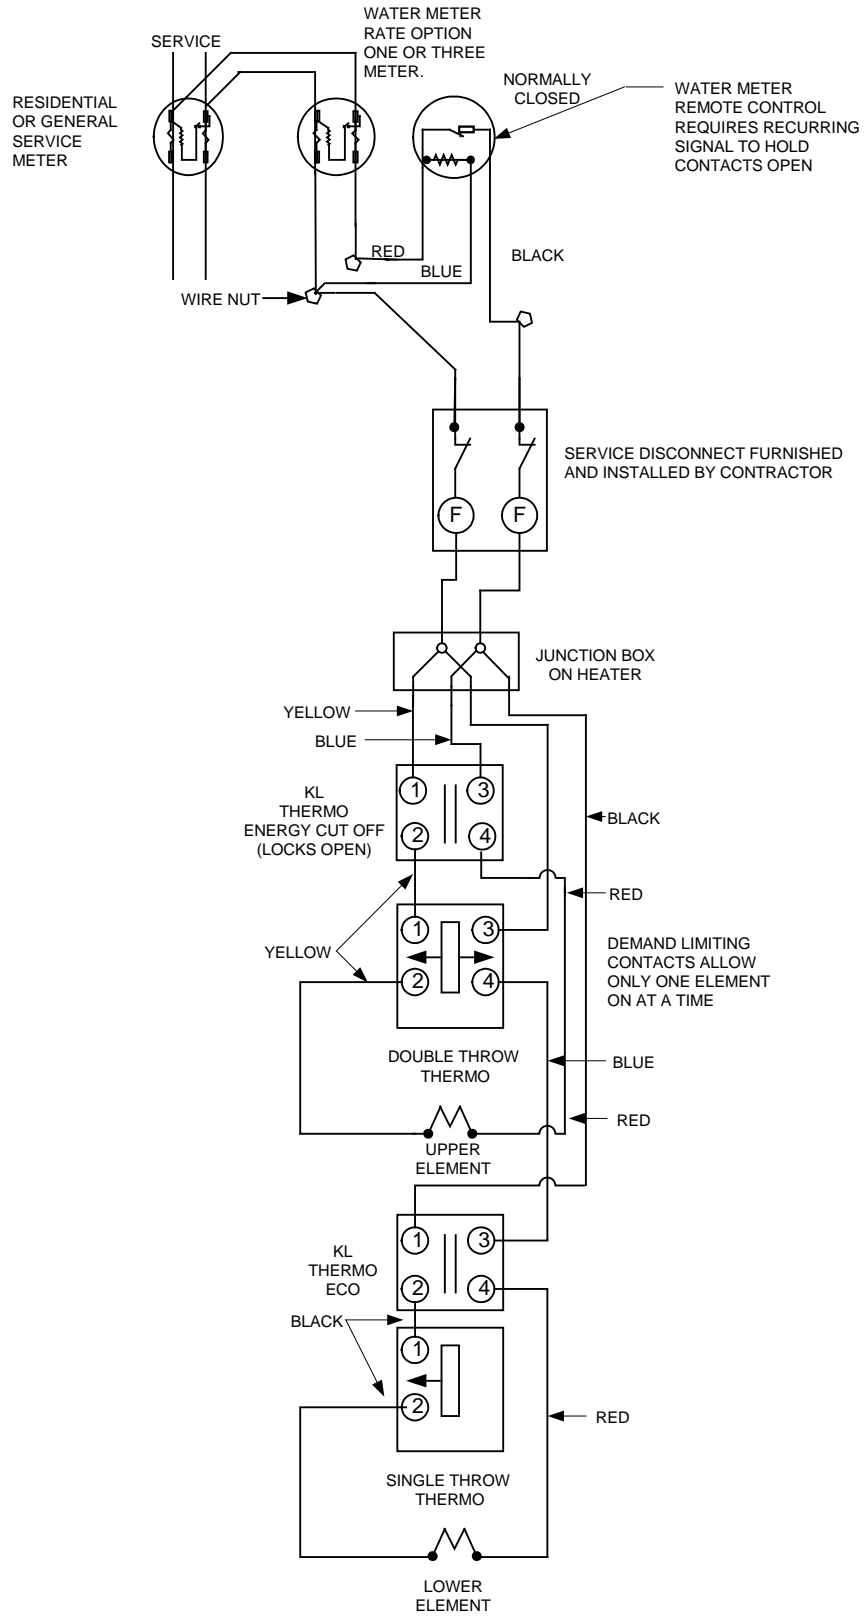 WATER METER
RATE OPTION
ONE OR THREE
METER.
SERVICE
NORMALLY
CLOSED
WATER METER
REMOTE CONTROL
REQUIRES RECURRING
SIGNAL TO HOLD
CONTACTS OPEN
RESIDENTIAL
OR GENERAL
SERVICE
METER
RED
BLUE
BLACK
WIRE NUT
SERVICE DISCONNECT FURNISHED
AND INSTALLED BY CONTRACTOR
F
F
JUNCTION BOX
ON HEATER
YELLOW
BLUE
KL
THERMO
ENERGY CUT OFF
(LOCKS OPEN)
1
3
2
4
BLACK
RED
YELLOW
1
3
2
4
DEMAND LIMITING
CONTACTS ALLOW
ONLY ONE ELEMENT
ON AT A TIME
DOUBLE THROW
THERMO
BLUE
RED
UPPER
ELEMENT
KL
THERMO
ECO
1
3
2
4
BLACK
1
2
RED
SINGLE THROW
THERMO
LOWER
ELEMENT